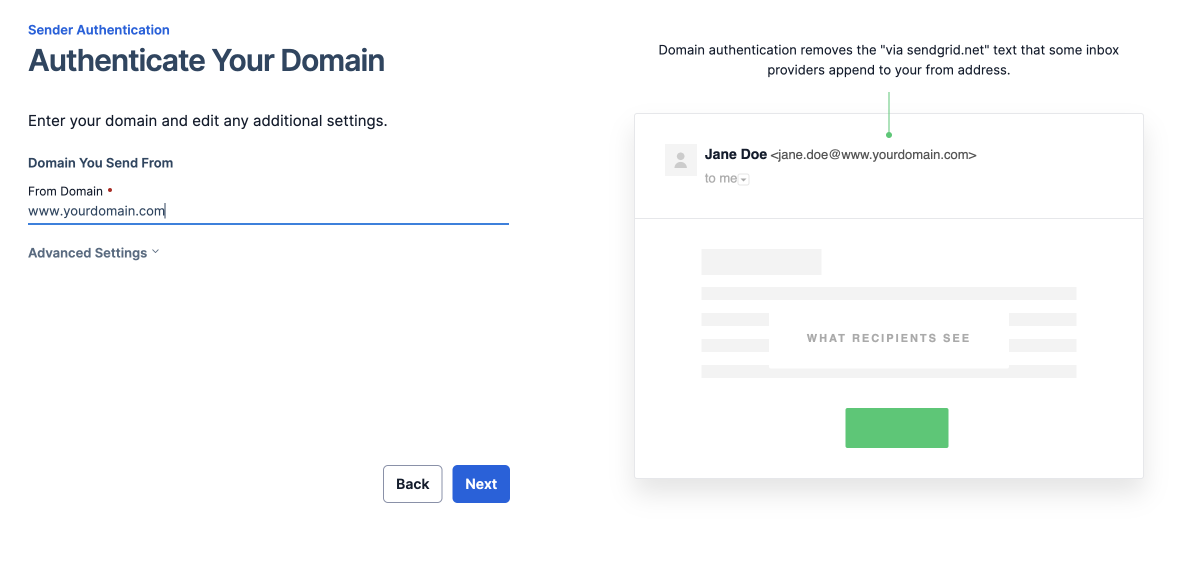 Sender Authentication
Authenticate Your Domain
Enter your domain and edit any additional settings.
Domain You Send From
From Domain •
www.yourdomain.com
Advanced Settings
Back
Next
Domain authentication removes the "via sendgrid.net" text that some inbox
providers append to your from address.
Jane Doe <jane.doe@www.yourdomain.com>
to me
WHAT RECIPIENTS SEE